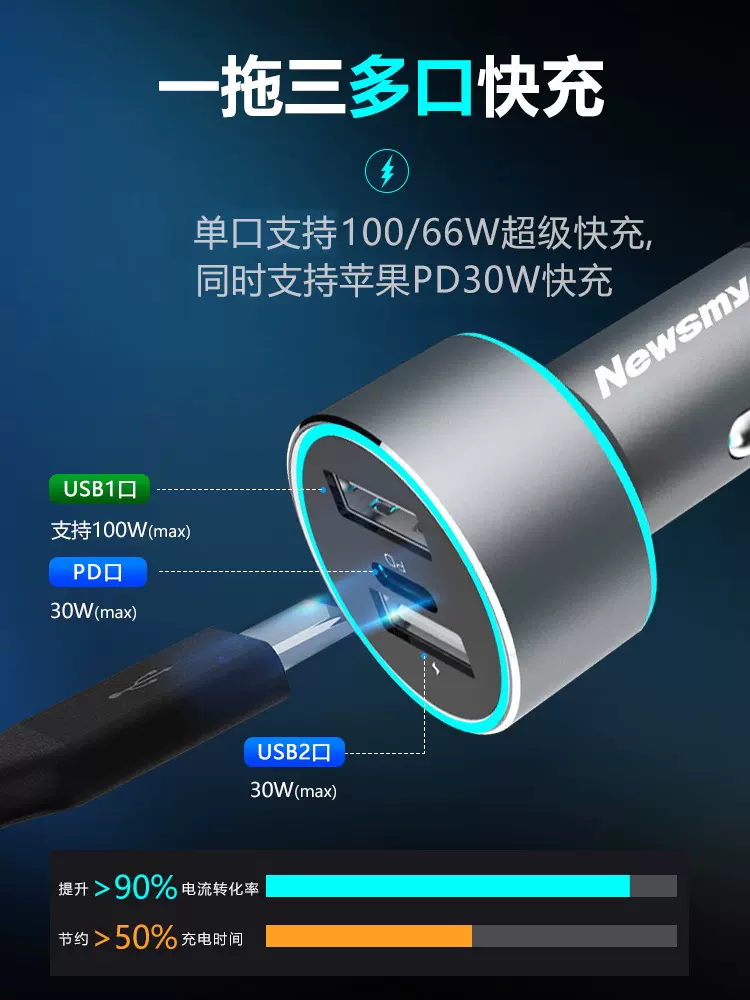 一拖三多口快充
单口支持100/66W超级快充,
同时支持苹果PD30W快充
Newsmy
USB1口
支持100W(max)
PD
PD口
30W(max)
USB2口
30W(max)
提升>90%电流转化率
节约>50%充电时间